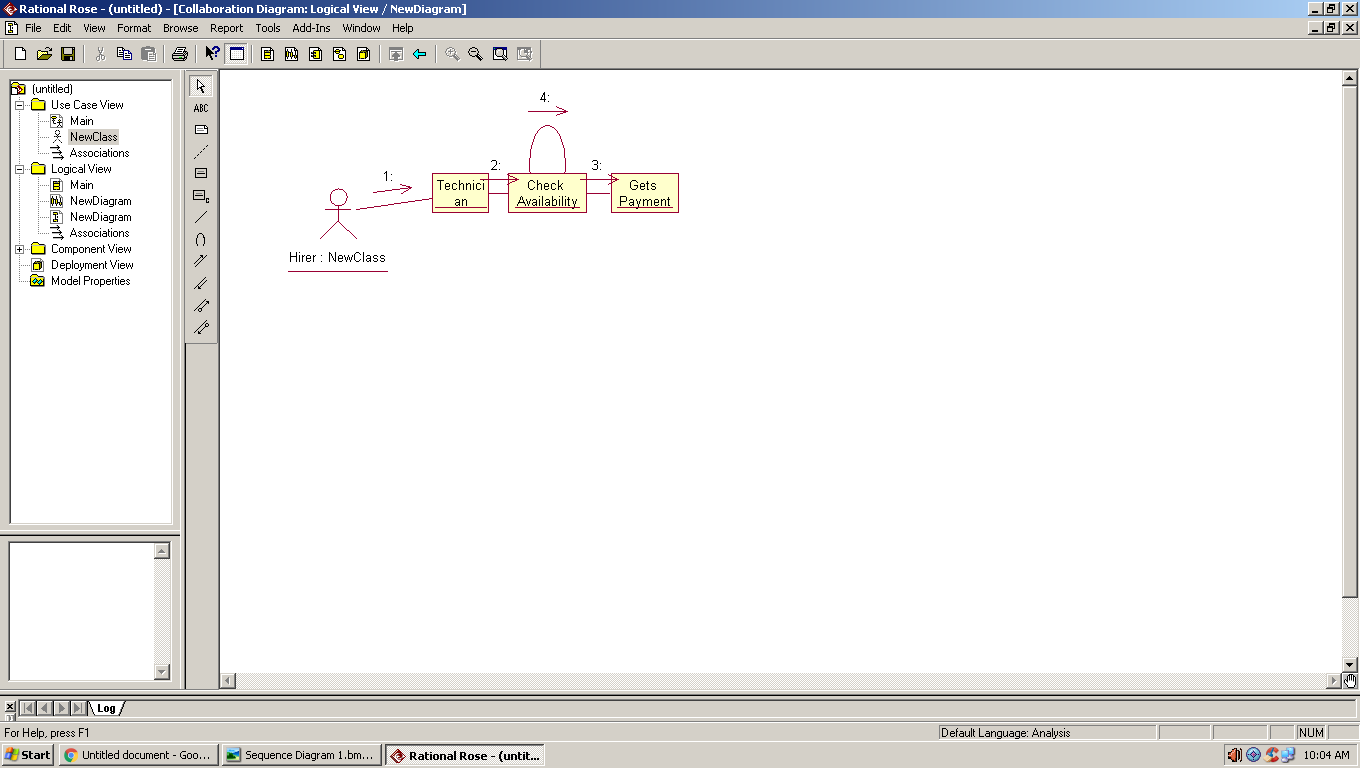 Rational Rose - (untitled) - [Collaboration Diagram: Logical View / NewDiagram]
File Edit View Format Browse Report Tools Add-Ins Window Help
(untitled)
Use Case View
Main
NewClass
Associations
Logical View
Main
NewDiagram
NewDiagram
Associations
Component View
Deployment View
Model Properties
ABC
4:
1:
2:
3:
Technici
an
Check
Availability
Gets
Payment
Hirer : NewClass
Log
For Help, press F1
Default Language: Analysis
NUM
Start
Untitled document - Goo...
Sequence Diagram 1.bm...
Rational Rose - (untit...
10:04 AM